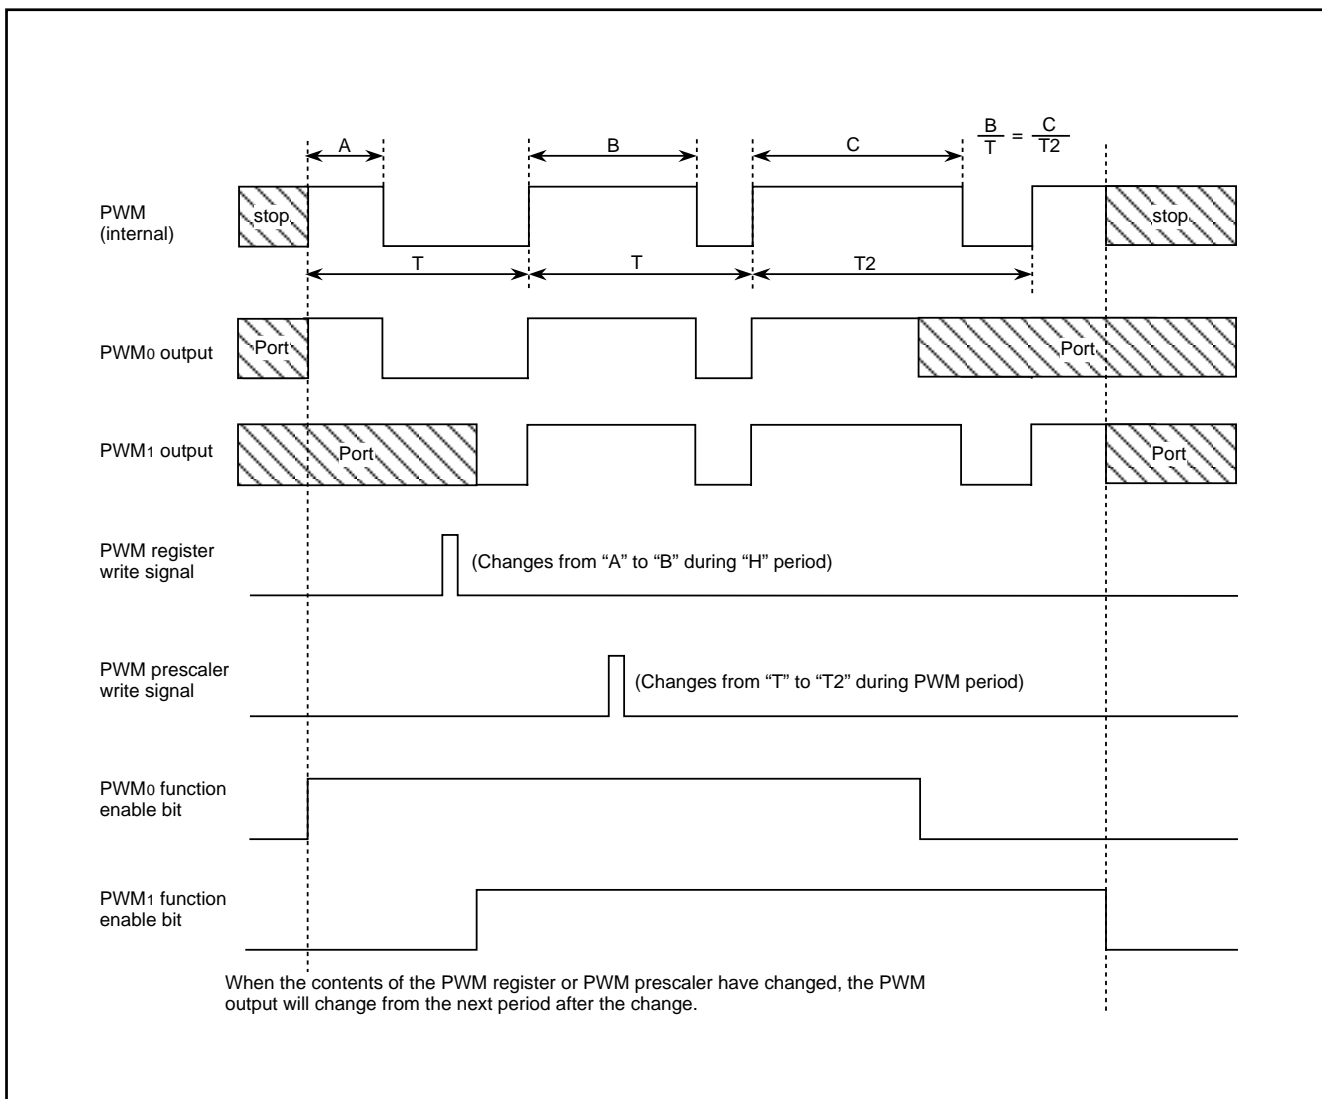 A
B
C
B
T
=
C
T2
PWM
(internal)
stop
stop
T
T
T2
PWM0 output
Port
Port
PWM1 output
Port
Port
PWM register
write signal
(Changes from “A” to “B” during “H” period)
PWM prescaler
write signal
(Changes from “T” to “T2” during PWM period)
PWM0 function
enable bit
PWM1 function
enable bit
When the contents of the PWM register or PWM prescaler have changed, the PWM
output will change from the next period after the change.